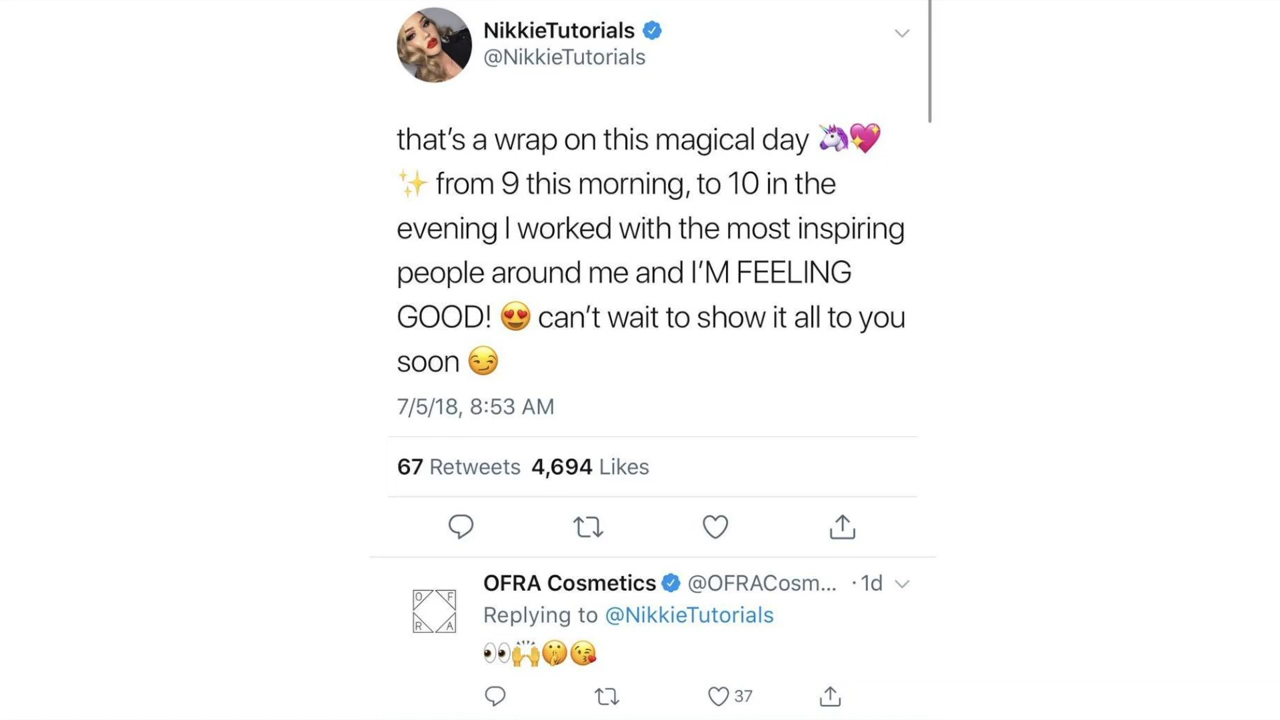 NikkieTutorials
@NikkieTutorials
that's a wrap on this magical day 🦄💖
✨ from 9 this morning, to 10 in the
evening I worked with the most inspiring
people around me and I'M FEELING
GOOD! 😍 can't wait to show it all to you
soon 😏
7/5/18, 8:53 AM
67 Retweets 4,694 Likes
OFRA Cosmetics @OFRACosm... · 1d
O F
R A
Replying to @NikkieTutorials
👀🙌🤫😘
37